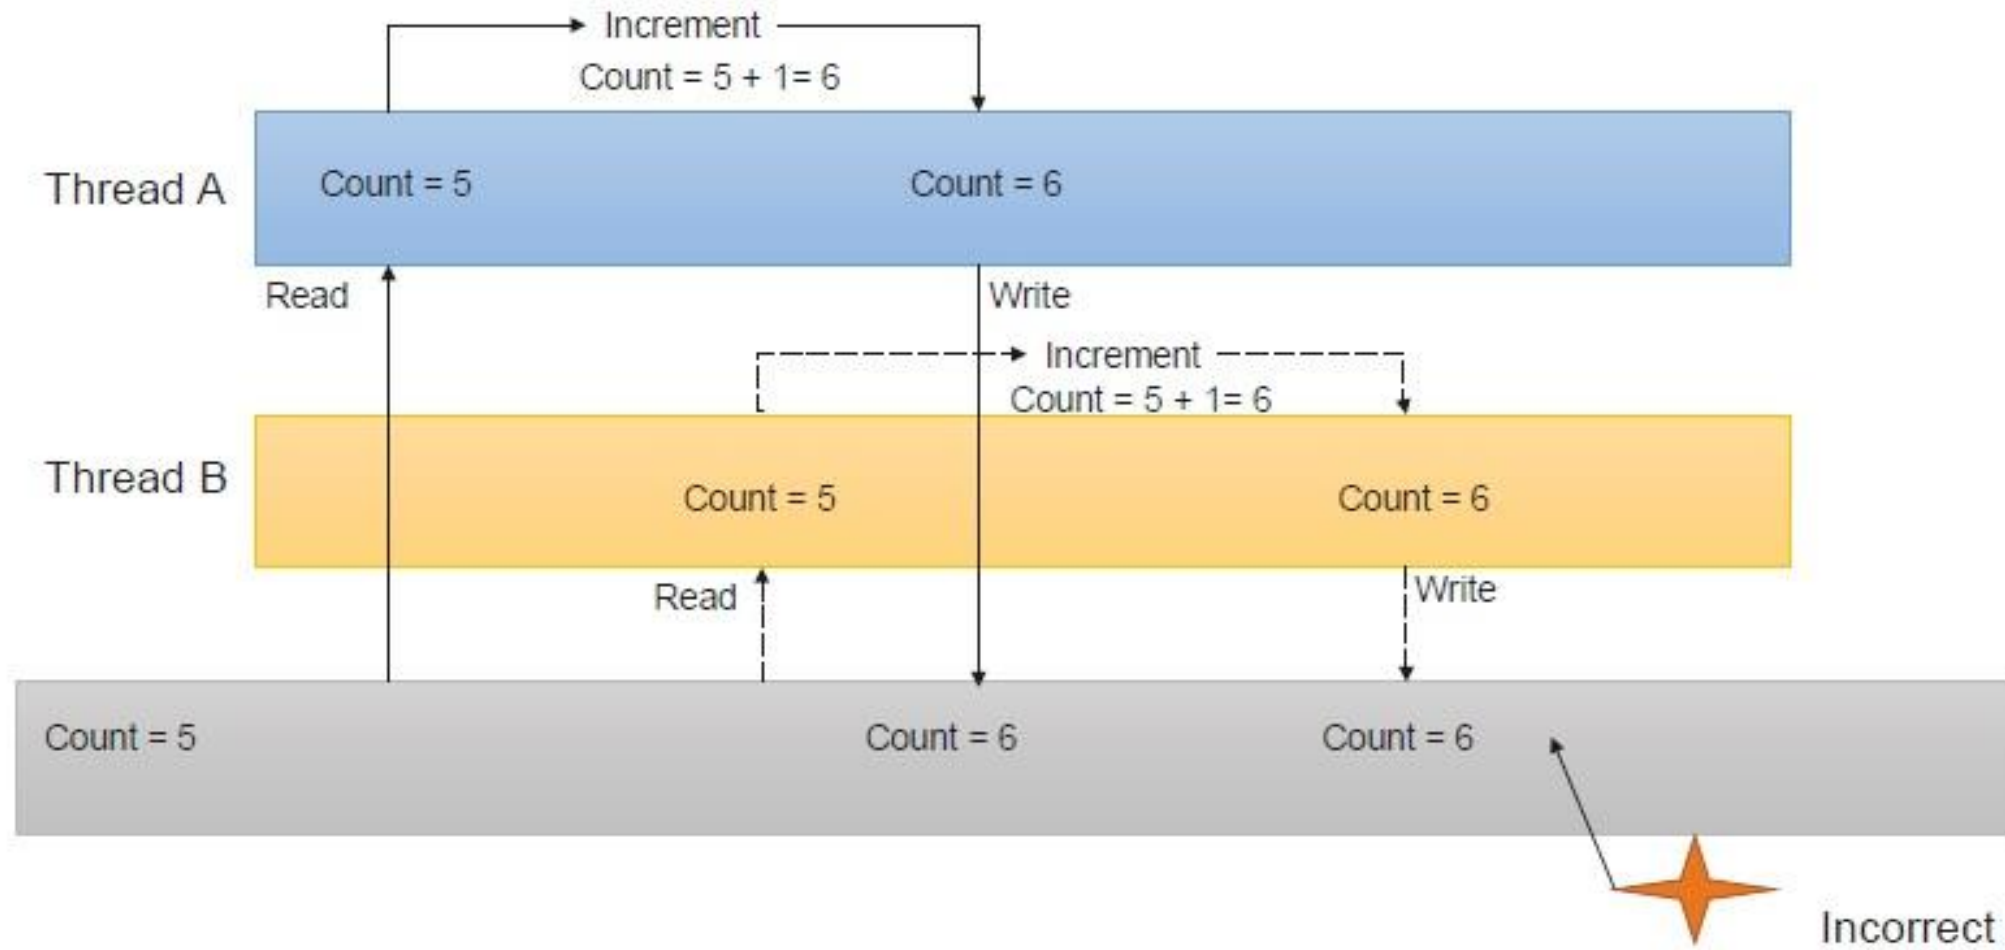 Increment
Count = 5 + 1= 6
Thread A
Count = 5
Count = 6
Read
Write
Increment
Count = 5 + 1= 6
Thread B
Count = 5
Count = 6
Read
Write
Count = 5
Count = 6
Count = 6
Incorrect